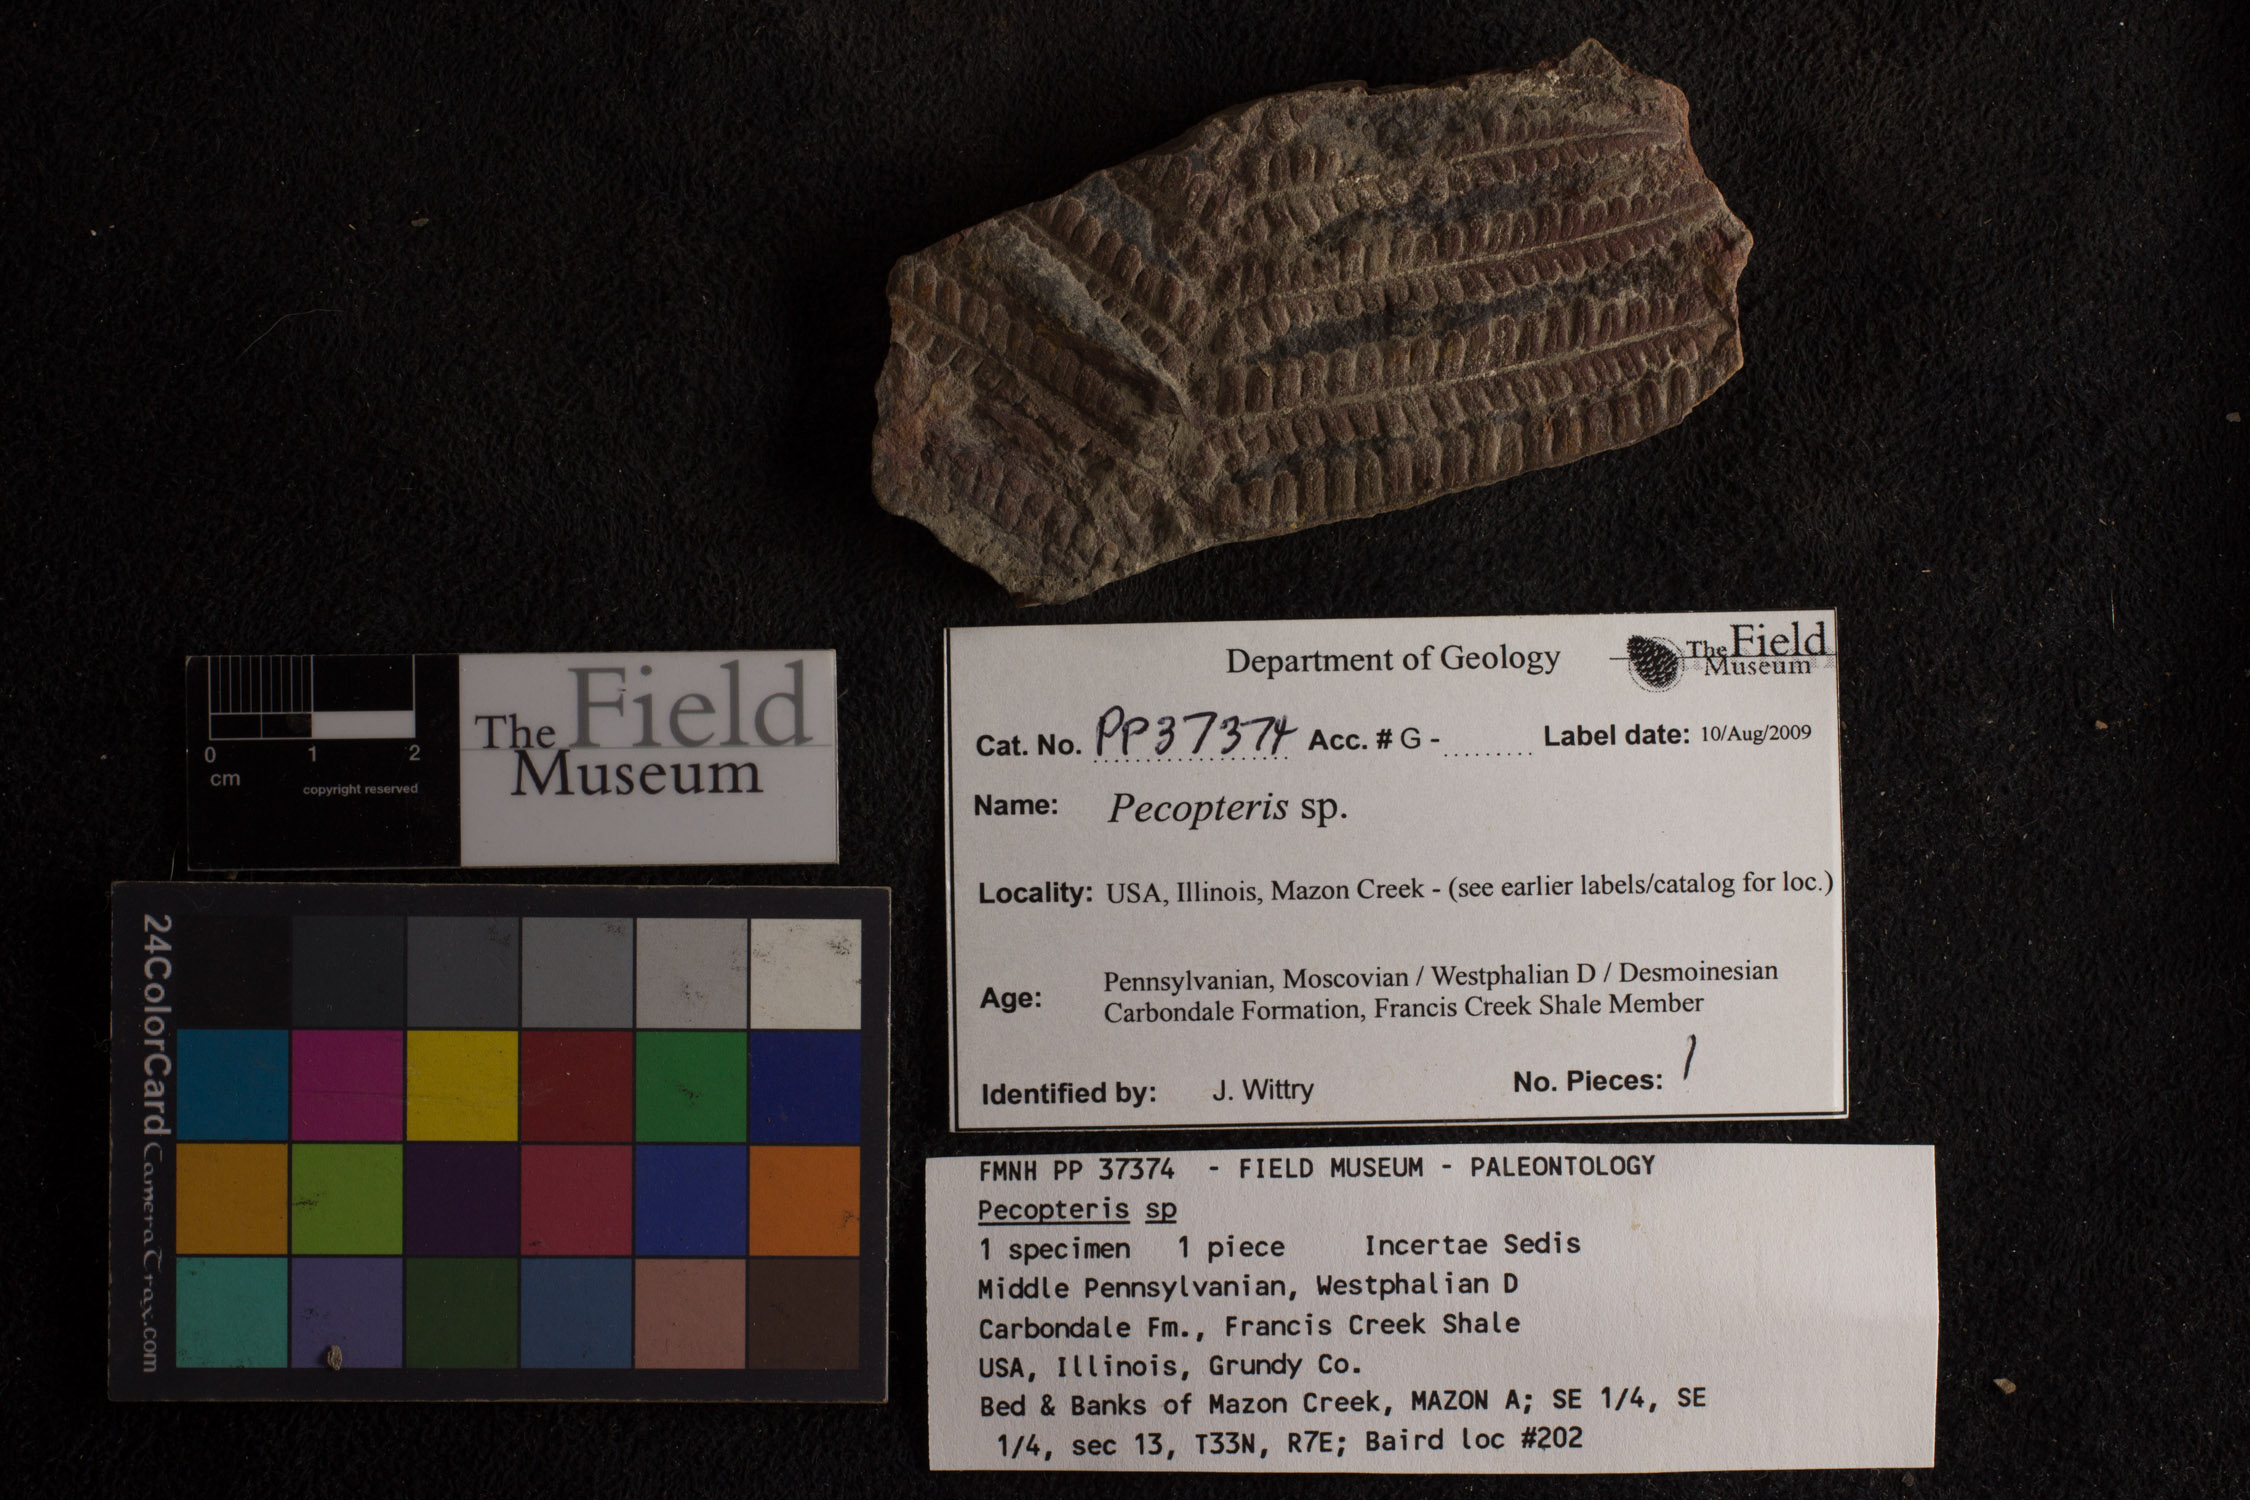 Department of Geology
The Field
Museum
Cat. No. PP37374 Acc. # G - ........ Label date: 10/Aug/2009
Name: Pecopteris sp.
Locality: USA, Illinois, Mazon Creek - (see earlier labels/catalog for loc.)
Age: Pennsylvanian, Moscovian / Westphalian D / Desmoinesian
Carbondale Formation, Francis Creek Shale Member
Identified by: J. Wittry No. Pieces: 1
0 1 2
cm
copyright reserved
The Field
Museum
24ColorCard CameraTrax.com
FMNH PP 37374 - FIELD MUSEUM - PALEONTOLOGY
Pecopteris sp
1 specimen 1 piece Incertae Sedis
Middle Pennsylvanian, Westphalian D
Carbondale Fm., Francis Creek Shale
USA, Illinois, Grundy Co.
Bed & Banks of Mazon Creek, MAZON A; SE 1/4, SE
1/4, sec 13, T33N, R7E; Baird loc #202